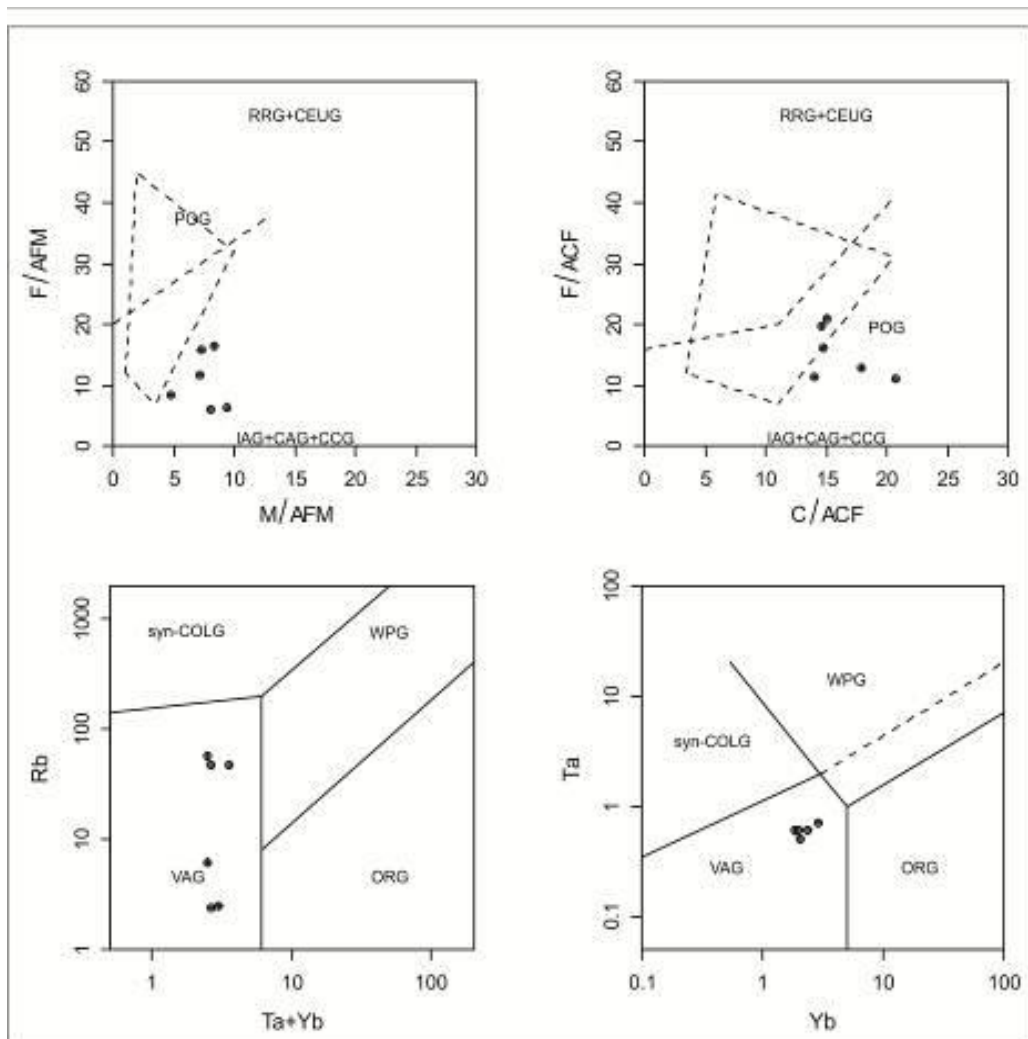 60
50
40
30
20
10
0
F/AFM
RRG+CEUG
POG
IAG+CAG+CCG
0 5 10 15 20 25 30
M/AFM
60
50
40
30
20
10
0
F/ACF
RRG+CEUG
POG
IAG+CAG+CCG
0 5 10 15 20 25 30
C/ACF
1000
100
10
1
Rb
syn-COLG
WPG
VAG
ORG
1 10 100
Ta+Yb
100
10
1
0.1
Ta
WPG
syn-COLG
VAG
ORG
0.1 1 10 100
Yb